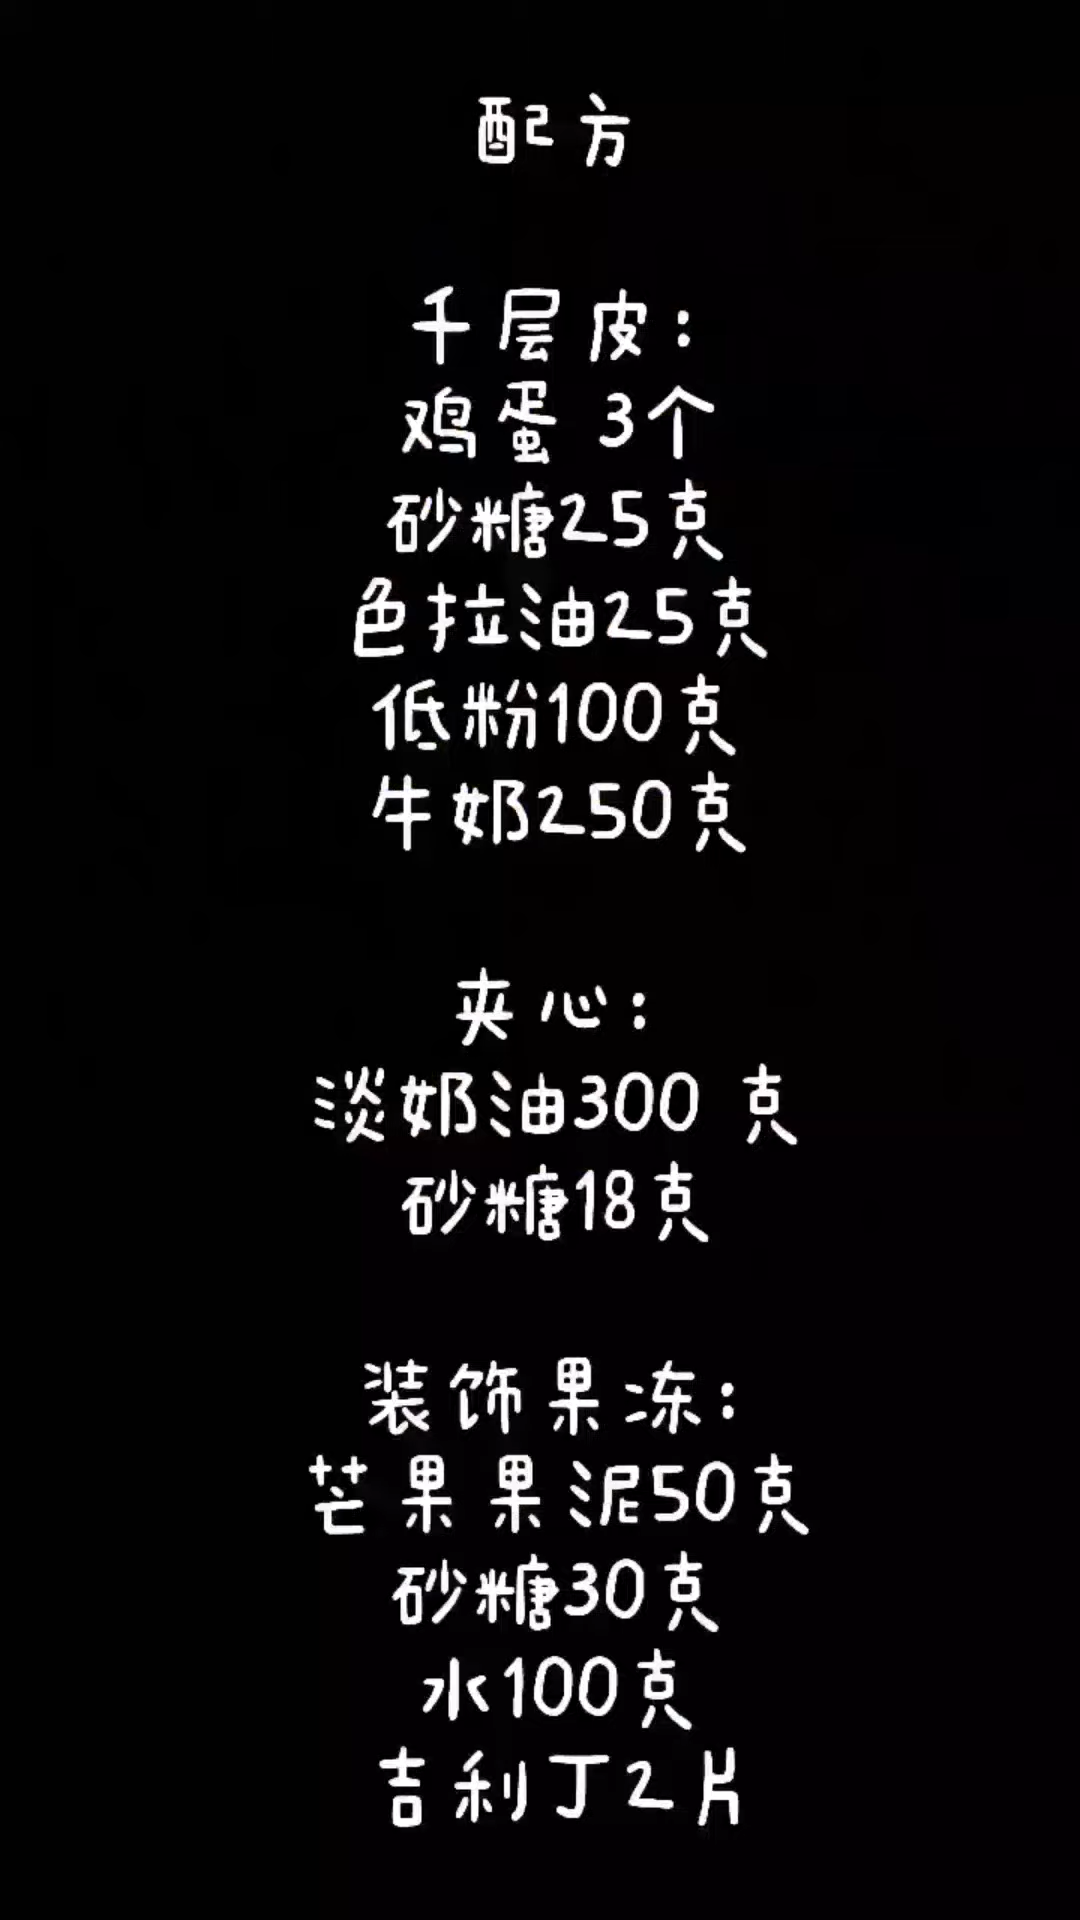 配方
千层皮：
鸡蛋 3个
砂糖25克
色拉油25克
低粉100克
牛奶250克
夹心：
淡奶油300 克
砂糖18克
装饰果冻：
芒果果泥50克
砂糖30克
水100克
吉利丁2片